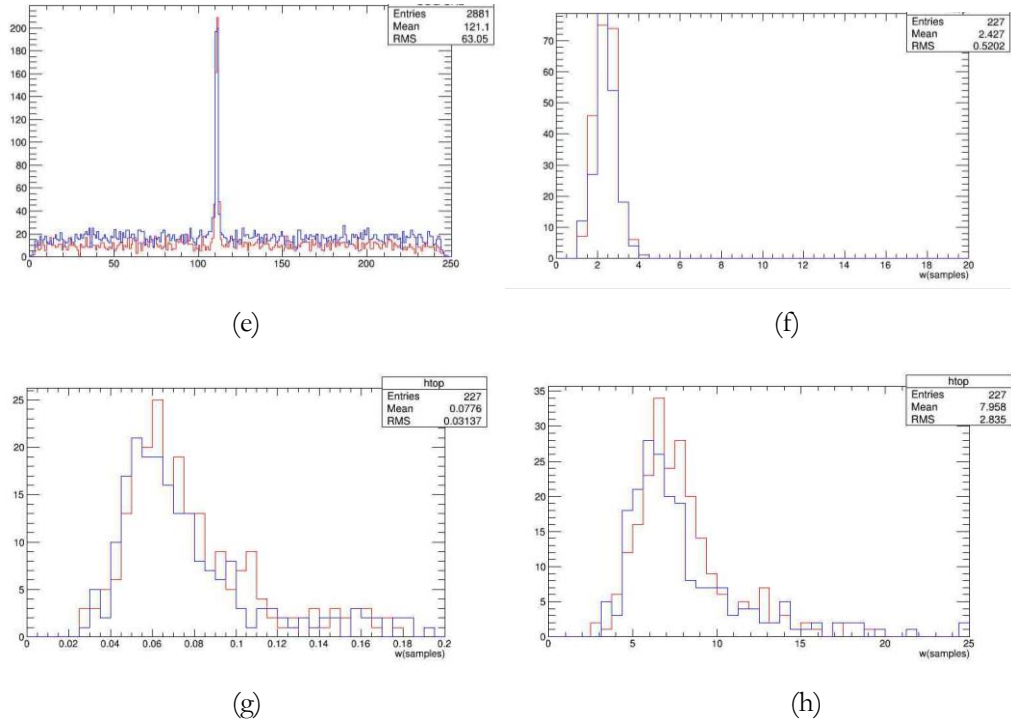 Entries 2881
Mean 121.1
RMS 63.05
200
180
160
140
120
100
80
60
40
20
0
0 50 100 150 200 250
(e)
Entries 227
Mean 2.427
RMS 0.5202
70
60
50
40
30
20
10
0
0 2 4 6 8 10 12 14 16 18 20
w(samples)
(f)
htop
Entries 227
Mean 0.0776
RMS 0.03137
25
20
15
10
5
0
0 0.02 0.04 0.06 0.08 0.1 0.12 0.14 0.16 0.18 0.2
w(samples)
(g)
htop
Entries 227
Mean 7.958
RMS 2.835
35
30
25
20
15
10
5
0
0 5 10 15 20 25
w(samples)
(h)